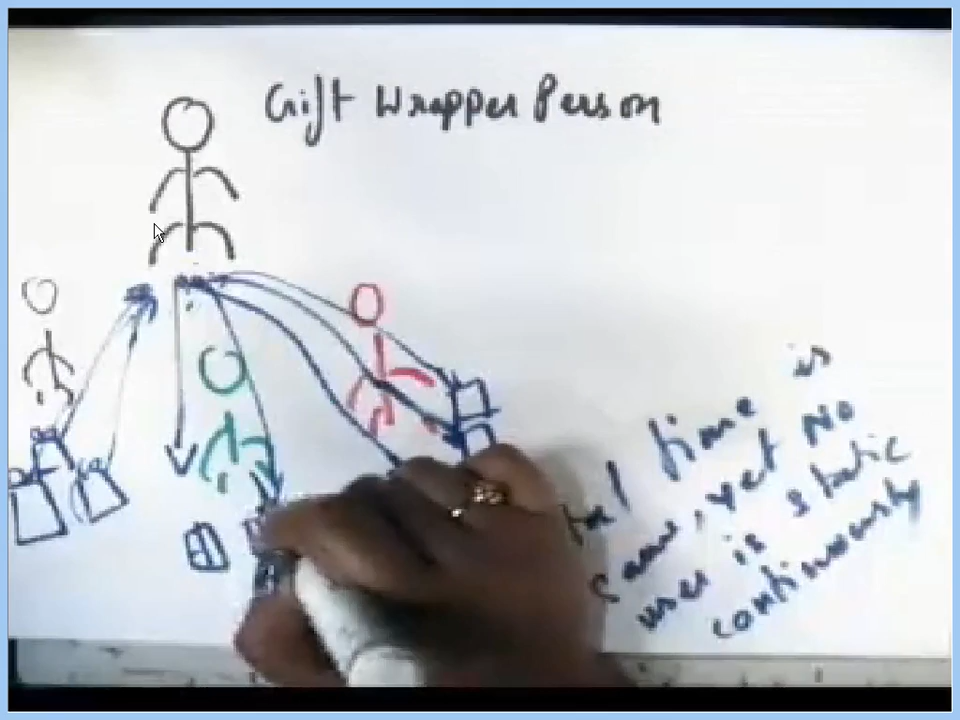 Gift Wrapper Person
time is
same, yet No
user is static
continuously